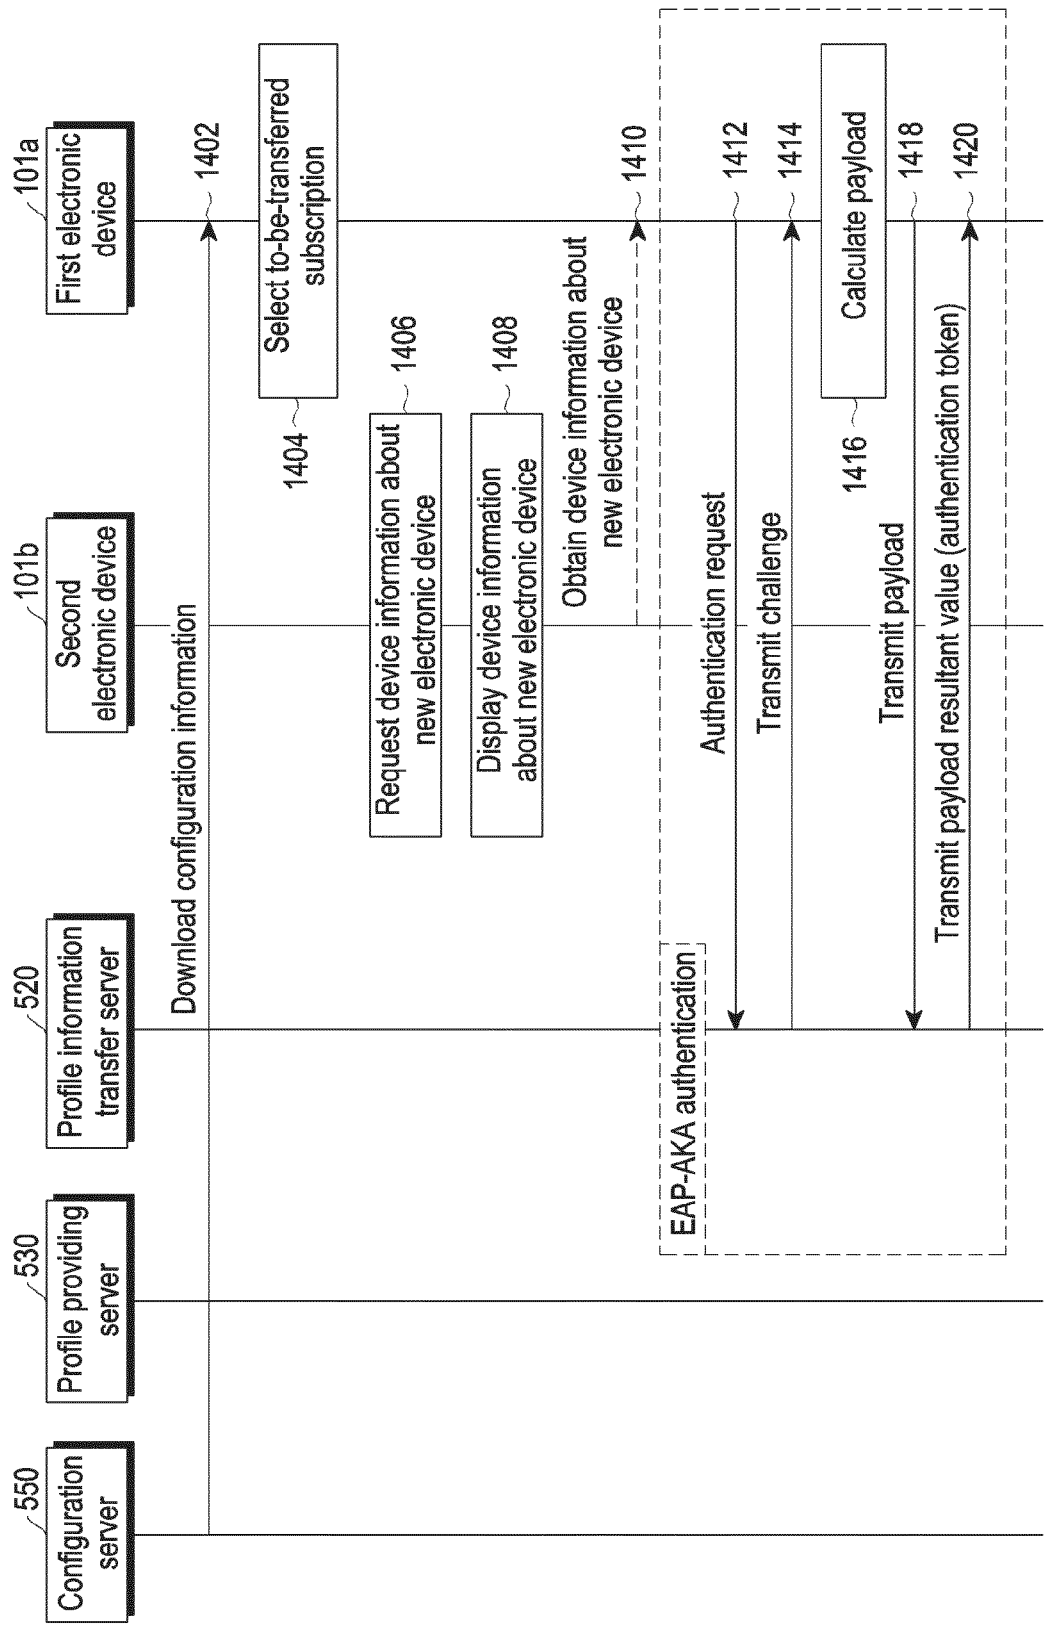 550
Configuration
server
530
Profile providing
server
520
Profile information
transfer server
101b
Second
electronic device
101a
First electronic
device
Download configuration information
1402
1404
Select to-be-transferred
subscription
Request device information about
new electronic device
1406
Display device information
about new electronic device
1408
Obtain device information about
new electronic device
1410
EAP-AKA authentication
Authentication request
1412
Transmit challenge
1414
1416
Calculate payload
Transmit payload
1418
Transmit payload resultant value (authentication token)
1420